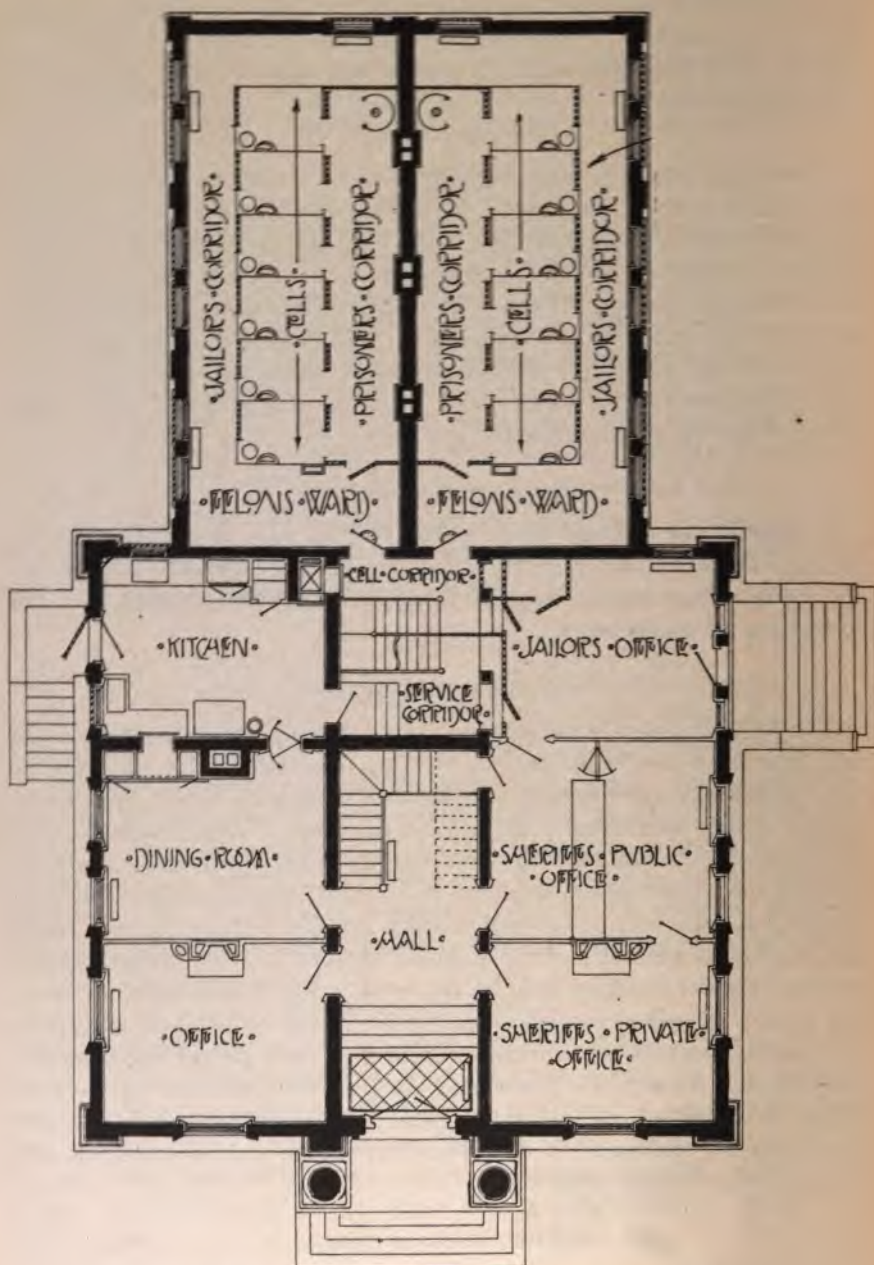 ·JAILORS·CORRIDOR·
·CELLS·
·PRISONERS·CORRIDOR·
·PRISONERS·CORRIDOR·
·CELLS·
·JAILORS·CORRIDOR·
·FELONS·WARD·
·FELONS·WARD·
·CELL·CORRIDOR·
·KITCHEN·
·JAILORS·OFFICE·
·SERVICE
CORRIDOR·
·DINING·ROOM·
·SHERIFFS·PUBLIC·
·OFFICE·
·HALL·
·OFFICE·
·SHERIFFS·PRIVATE·
·OFFICE·